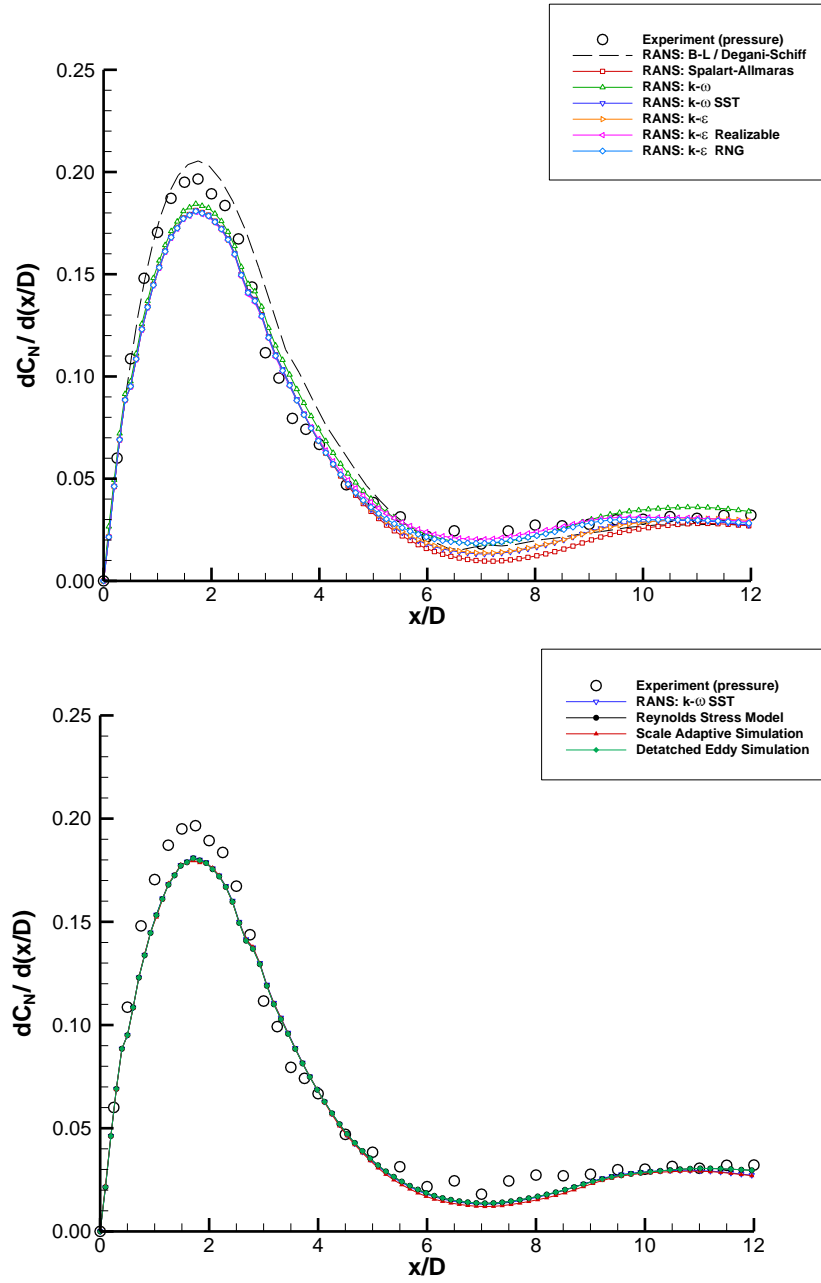 Experiment (pressure)
RANS: B-L / Degani-Schiff
RANS: Spalart-Allmaras
RANS: k-ω
RANS: k-ω SST
RANS: k-ε
RANS: k-ε Realizable
RANS: k-ε RNG
0.25
0.20
0.15
0.10
0.05
0.00
dC_N / d(x/D)
0 2 4 6 8 10 12
x/D
Experiment (pressure)
RANS: k-ω SST
Reynolds Stress Model
Scale Adaptive Simulation
Detatched Eddy Simulation
0.25
0.20
0.15
0.10
0.05
0.00
dC_N / d(x/D)
0 2 4 6 8 10 12
x/D